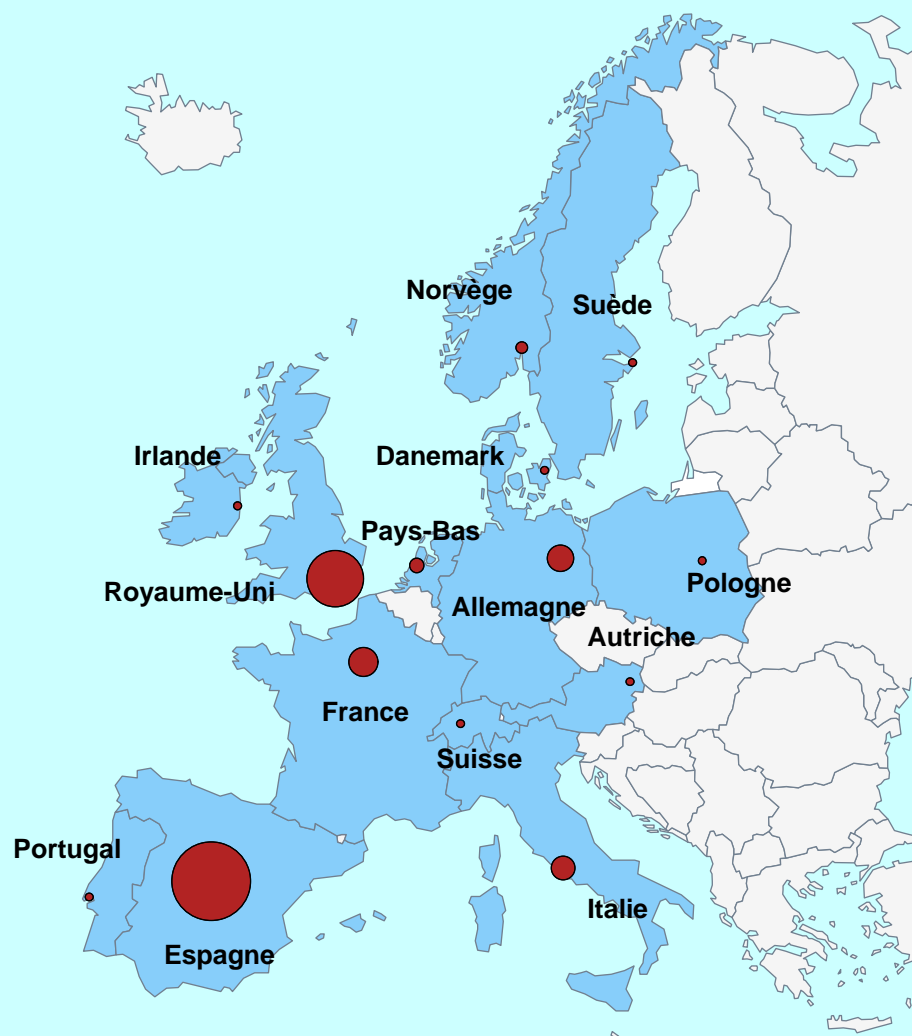 Norvège
Suède
Irlande
Danemark
Pays-Bas
Royaume-Uni
Allemagne
Pologne
Autriche
France
Suisse
Portugal
Italie
Espagne